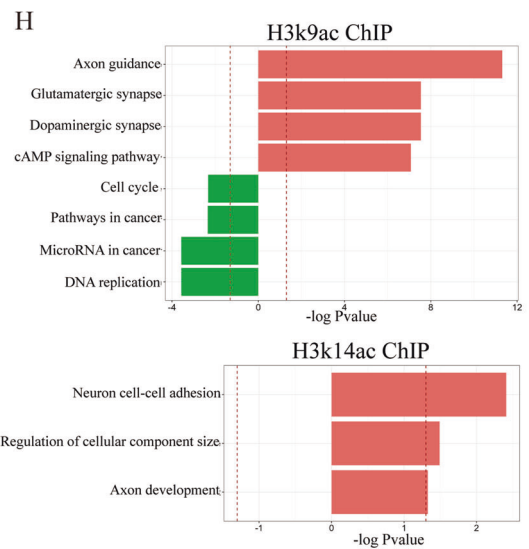 H
H3k9ac ChIP
Axon guidance
Glutamatergic synapse
Dopaminergic synapse
cAMP signaling pathway
Cell cycle
Pathways in cancer
MicroRNA in cancer
DNA replication
-4 0 4 8 12
-log Pvalue
H3k14ac ChIP
Neuron cell-cell adhesion
Regulation of cellular component size
Axon development
-1 0 1 2
-log Pvalue